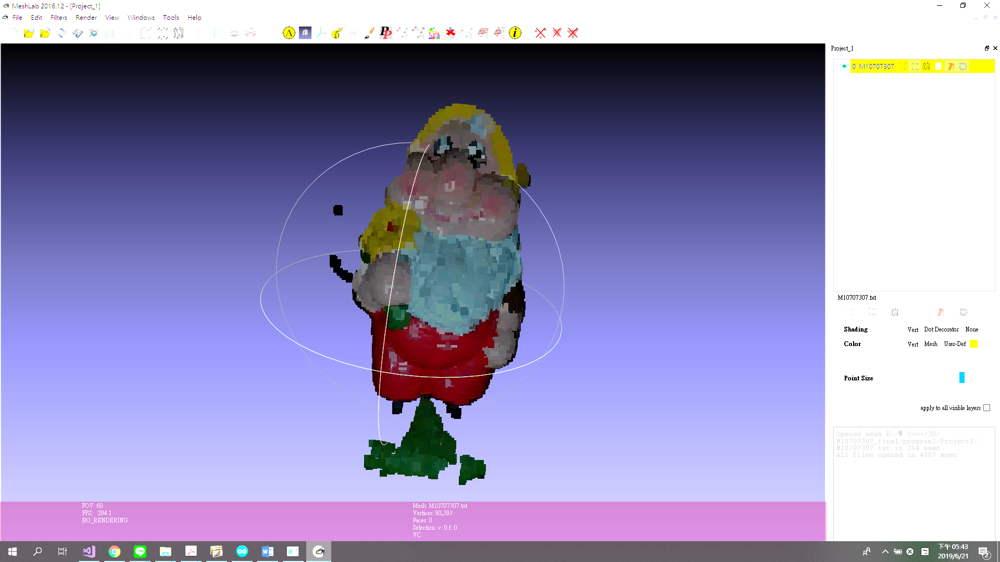 MeshLab 2016.12 - [Project_1]
File Edit Filters Render View Windows Tools Help
Project_1
0 M10707307
M10707307.txt
Shading Vert Dot Decorator None
Color Vert Mesh User-Def
Point Size
apply to all visible layers
Opened mesh D:/ /3D/
M10707307_final/program2/Project1/
M10707307.txt in 264 msec
All files opened in 4887 msec
FOV: 60
FPS: 294.1
BO_RENDERING
Mesh: M10707307.txt
Vertices: 80,393
Faces: 0
Selection: v: 0 f: 0
VC
下午 05:43
2019/6/21
2